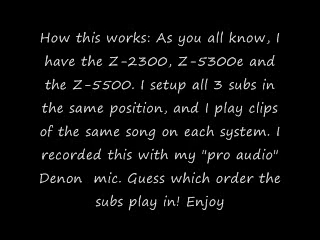 How this works: As you all know, I
have the Z-2300, Z-5300e and
the Z-5500. I setup all 3 subs in
the same position, and I play clips
of the same song on each system. I
recorded this with my "pro audio"
Denon mic. Guess which order the
subs play in! Enjoy